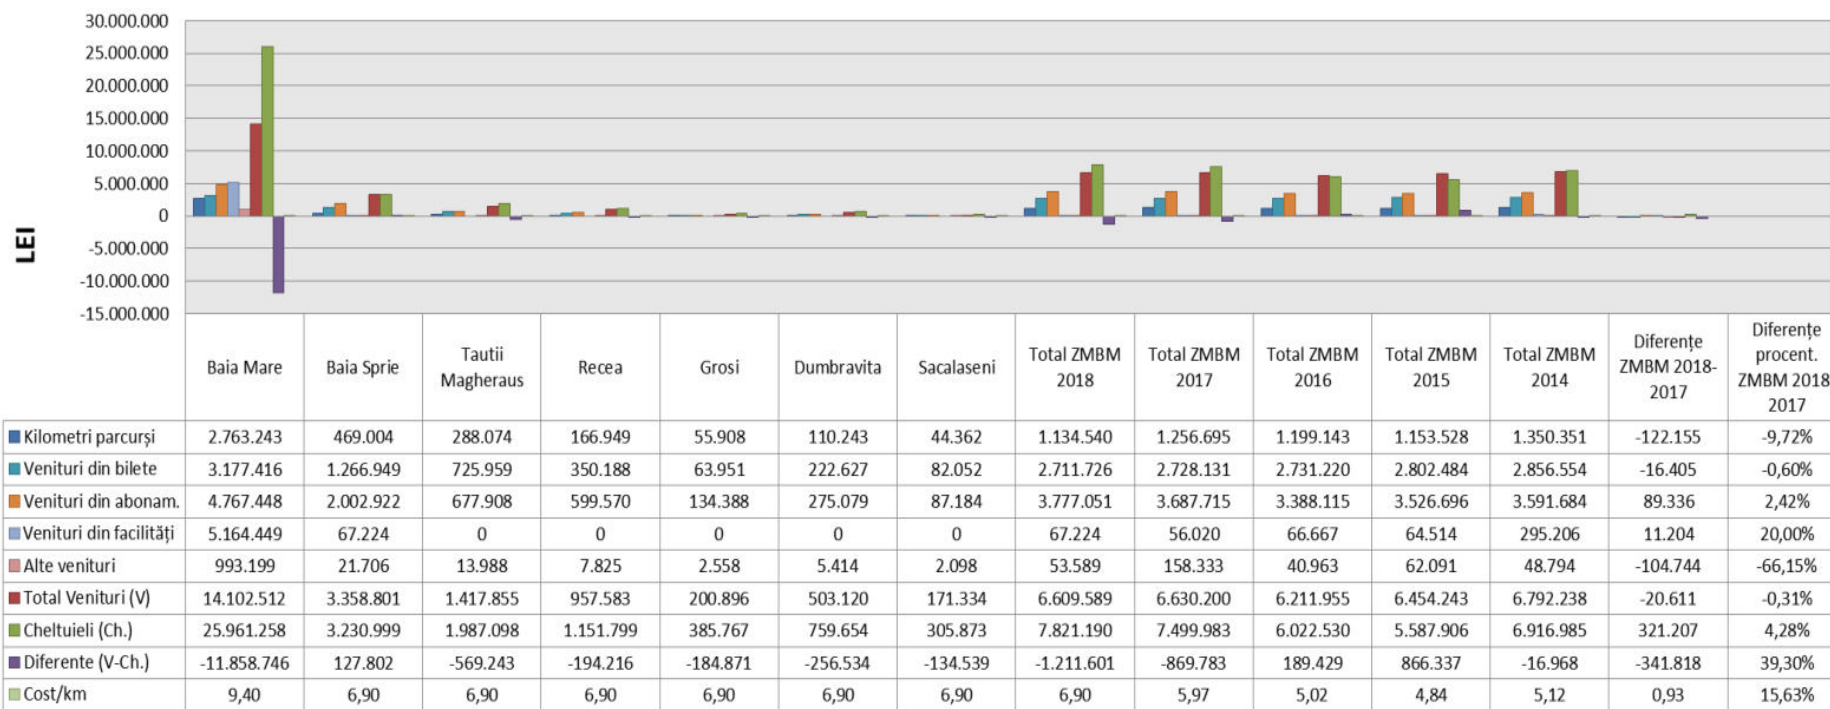 30.000.000
25.000.000
20.000.000
15.000.000
10.000.000
5.000.000
0
-5.000.000
-10.000.000
-15.000.000
LEI
Baia Mare Baia Sprie Tautii Magheraus Recea Grosi Dumbravita Sacalaseni Total ZMBM 2018 Total ZMBM 2017 Total ZMBM 2016 Total ZMBM 2015 Total ZMBM 2014 Diferențe ZMBM 2018-2017 Diferențe procent. ZMBM 2018 2017
Kilometri parcurși 2.763.243 469.004 288.074 166.949 55.908 110.243 44.362 1.134.540 1.256.695 1.199.143 1.153.528 1.350.351 -122.155 -9,72%
Venituri din bilete 3.177.416 1.266.949 725.959 350.188 63.951 222.627 82.052 2.711.726 2.728.131 2.731.220 2.802.484 2.856.554 -16.405 -0,60%
Venituri din abonam. 4.767.448 2.002.922 677.908 599.570 134.388 275.079 87.184 3.777.051 3.687.715 3.388.115 3.526.696 3.591.684 89.336 2,42%
Venituri din facilități 5.164.449 67.224 0 0 0 0 0 67.224 56.020 66.667 64.514 295.206 11.204 20,00%
Alte venituri 993.199 21.706 13.988 7.825 2.558 5.414 2.098 53.589 158.333 40.963 62.091 48.794 -104.744 -66,15%
Total Venituri (V) 14.102.512 3.358.801 1.417.855 957.583 200.896 503.120 171.334 6.609.589 6.630.200 6.211.955 6.454.243 6.792.238 -20.611 -0,31%
Cheltuieli (Ch.) 25.961.258 3.230.999 1.987.098 1.151.799 385.767 759.654 305.873 7.821.190 7.499.983 6.022.530 5.587.906 6.916.985 321.207 4,28%
Diferente (V-Ch.) -11.858.746 127.802 -569.243 -194.216 -184.871 -256.534 -134.539 -1.211.601 -869.783 189.429 866.337 -16.968 -341.818 39,30%
Cost/km 9,40 6,90 6,90 6,90 6,90 6,90 6,90 6,90 5,97 5,02 4,84 5,12 0,93 15,63%